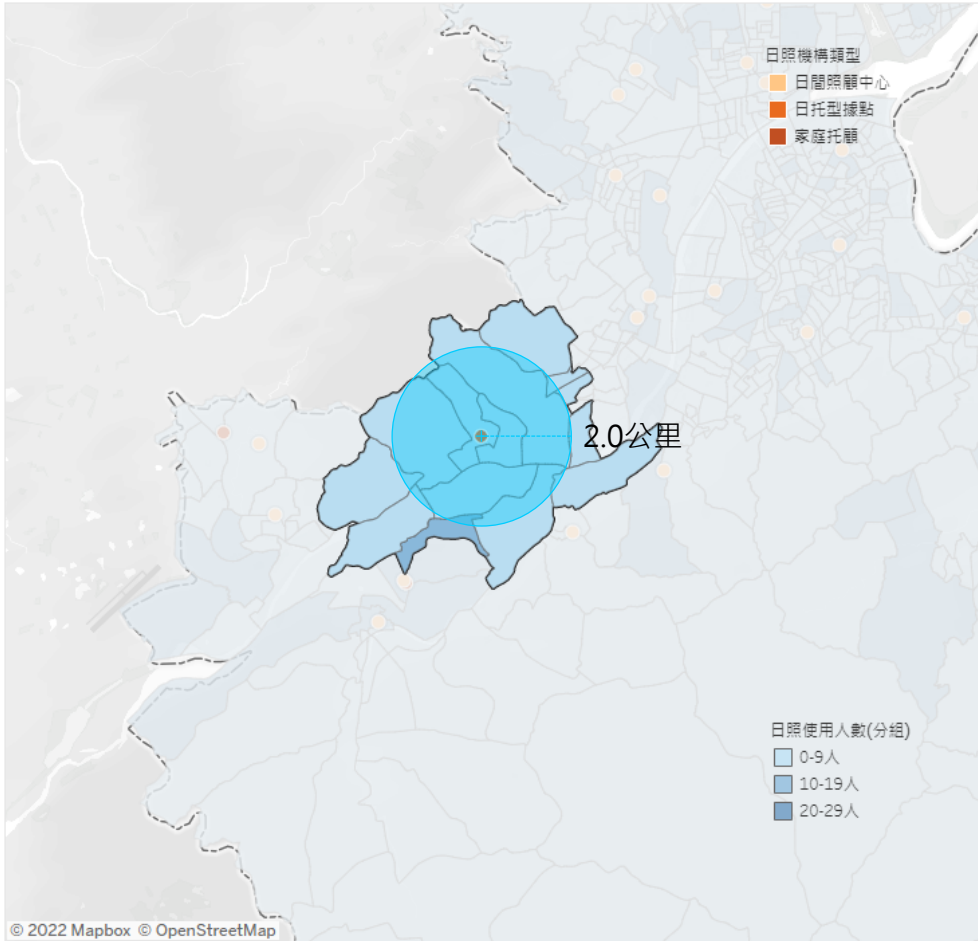 日照機構類型
日間照顧中心
日托型據點
家庭托顧
2.0公里
日照使用人數(分組)
0-9人
10-19人
20-29人
© 2022 Mapbox © OpenStreetMap